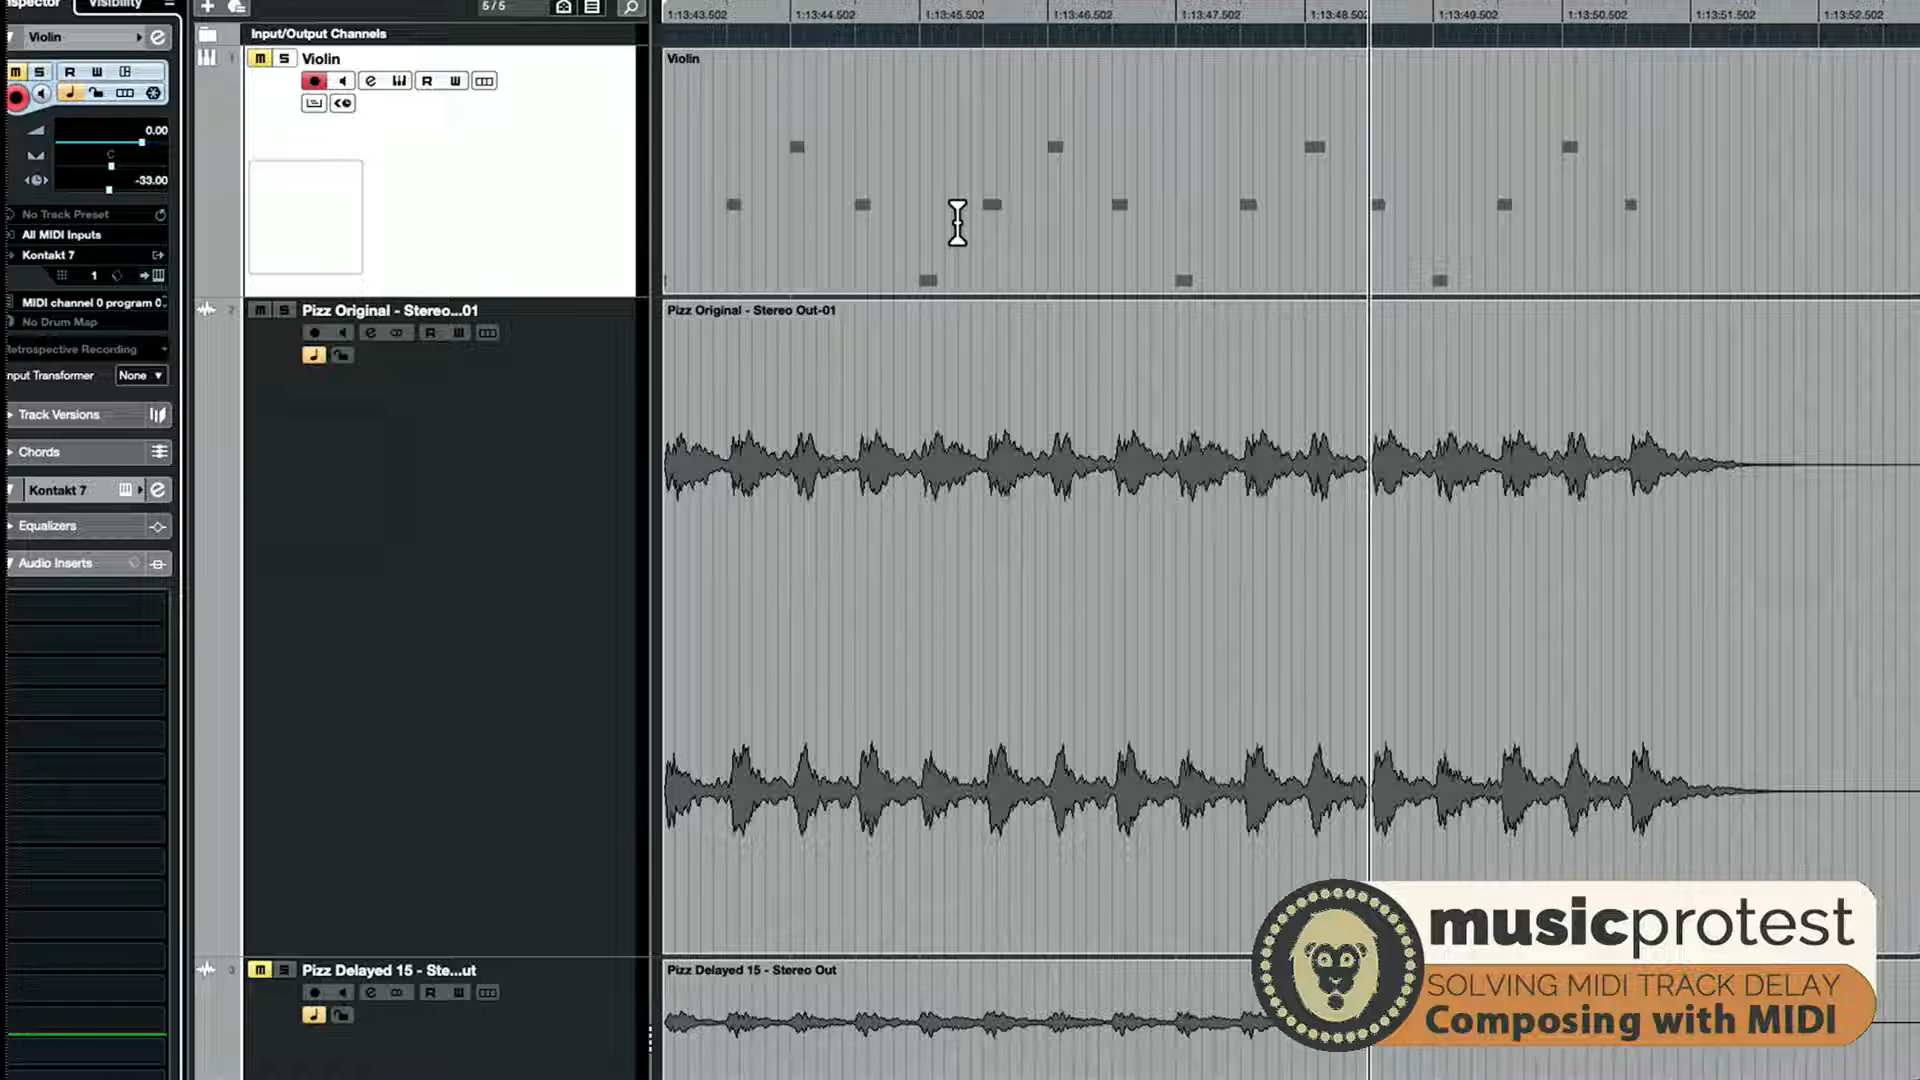 nspector
Visibility
5/5
1:13:43.502
1:13:44.502
1:13:45.502
1:13:46.502
1:13:47.502
1:13:48.502
1:13:49.502
1:13:50.502
1:13:51.502
1:13:52.502
Violin
Input/Output Channels
M S R W
0.00
C
-33.00
No Track Preset
All MIDI Inputs
Kontakt 7
1
MIDI channel 0 program 0
No Drum Map
Retrospective Recording
nput Transformer None
Track Versions
Chords
Kontakt 7
Equalizers
Audio Inserts
1 M S Violin
R W
2 M S Pizz Original - Stereo...01
R W
3 M S Pizz Delayed 15 - Ste...ut
R W
Violin
Pizz Original - Stereo Out-01
Pizz Delayed 15 - Stereo Out
musicprotest
SOLVING MIDI TRACK DELAY
Composing with MIDI